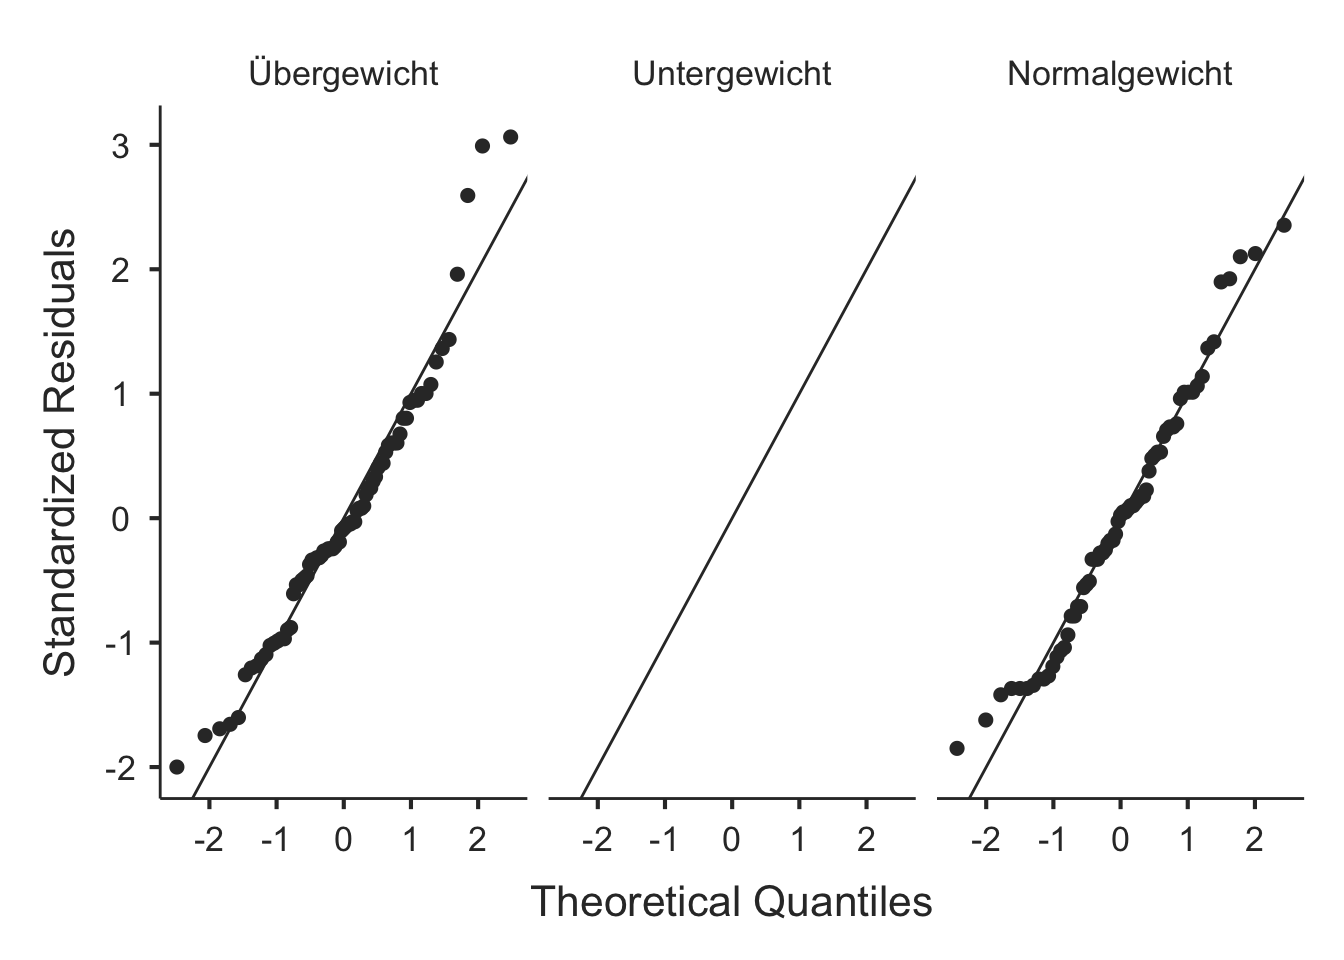 Übergewicht Untergewicht Normalgewicht
3
2
1
0
-1
-2
Standardized Residuals
-2 -1 0 1 2 -2 -1 0 1 2 -2 -1 0 1 2
Theoretical Quantiles